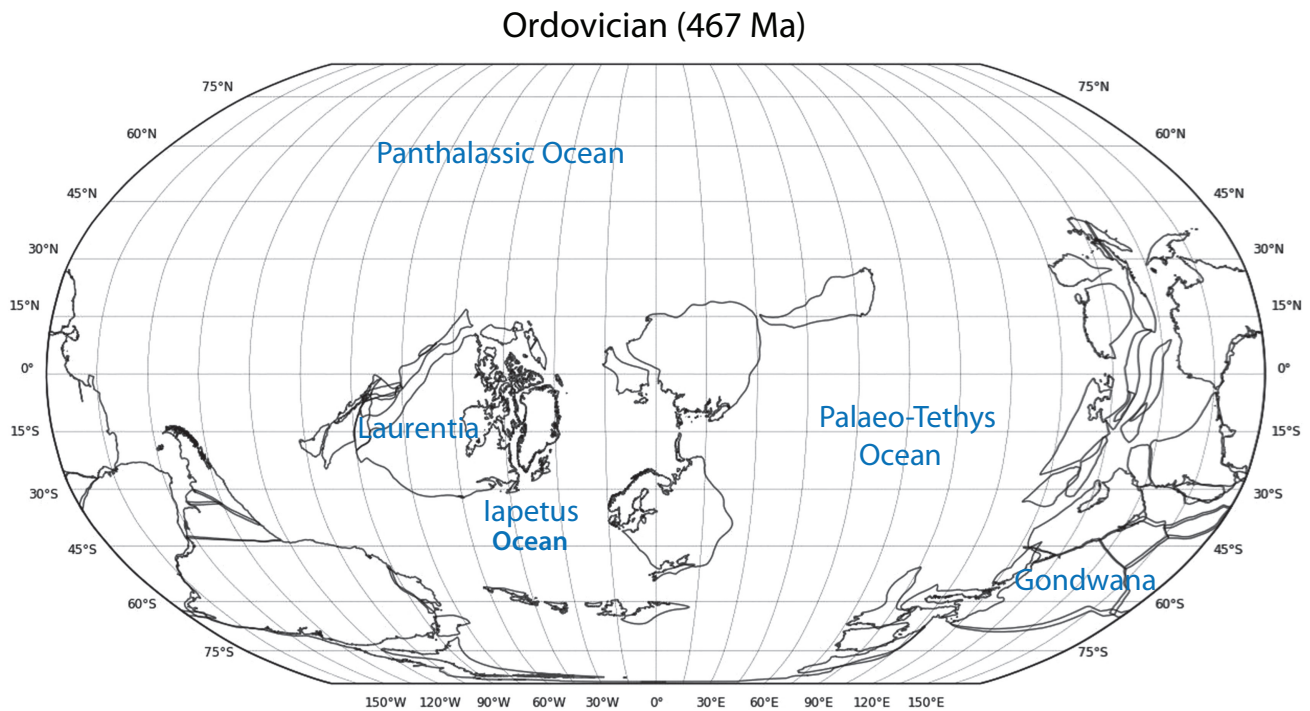 Ordovician (467 Ma)
75°N 75°N
60°N 60°N
Panthalassic Ocean
45°N 45°N
30°N 30°N
15°N 15°N
0° 0°
Laurentia
Palaeo-Tethys
Ocean
15°S 15°S
30°S 30°S
Iapetus
Ocean
45°S 45°S
Gondwana
60°S 60°S
75°S 75°S
150°W 120°W 90°W 60°W 30°W 0° 30°E 60°E 90°E 120°E 150°E